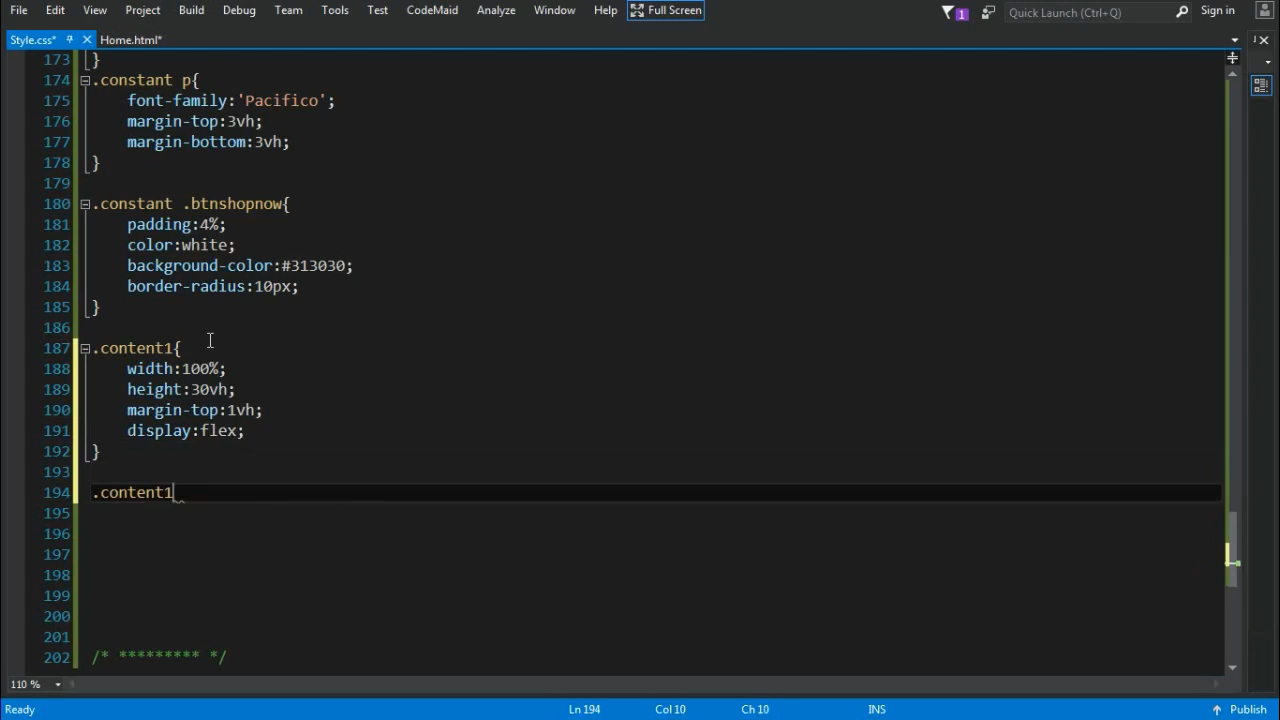 File Edit View Project Build Debug Team Tools Test CodeMaid Analyze Window Help Full Screen 1 Quick Launch (Ctrl+Q) Sign in
Style.css* Home.html*
173 }
174 .constant p{
175 font-family:'Pacifico';
176 margin-top:3vh;
177 margin-bottom:3vh;
178 }
179
180 .constant .btnshopnow{
181 padding:4%;
182 color:white;
183 background-color:#313030;
184 border-radius:10px;
185 }
186
187 .content1{
188 width:100%;
189 height:30vh;
190 margin-top:1vh;
191 display:flex;
192 }
193
194 .content1
195
196
197
198
199
200
201
202 /* ********* */
110 %
Ready Ln 194 Col 10 Ch 10 INS Publish